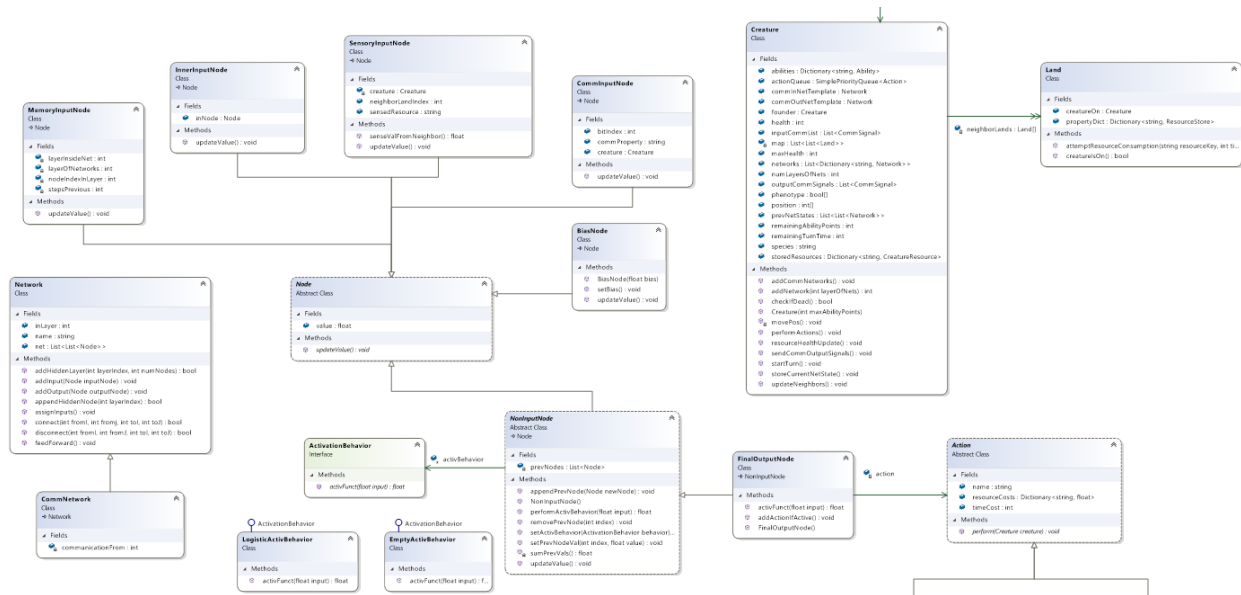 MemoryInputNode
Class
→ Node
Fields
layerInsideNet : int
layerOfNetworks : int
nodeIndexInLayer : int
stepsPrevious : int
Methods
updateValue() : void
InnerInputNode
Class
→ Node
Fields
inNode : Node
Methods
updateValue() : void
SensoryInputNode
Class
→ Node
Fields
creature : Creature
neighborLandIndex : int
sensedResource : string
Methods
senseValFromNeighbor() : float
updateValue() : void
CommInputNode
Class
→ Node
Fields
bitIndex : int
commProperty : string
creature : Creature
Methods
updateValue() : void
BiasNode
Class
→ Node
Methods
BiasNode(float bias)
setBias() : void
updateValue() : void
Node
Abstract Class
Fields
value : float
Methods
updateValue() : void
Network
Class
Fields
inLayer : int
name : string
net : List<List<Node>>
Methods
addHiddenLayer(int layerIndex, int numNodes) : bool
addInput(Node inputNode) : void
addOutput(Node outputNode) : void
appendHiddenNode(int layerIndex) : bool
assignInputs() : void
connect(int fromI, int fromJ, int toI, int toJ) : bool
disconnect(int fromI, int fromJ, int toI, int toJ) : bool
feedForward() : void
CommNetwork
Class
→ Network
Fields
communicationFrom : int
ActivationBehavior
Interface
Methods
activFunct(float input) : float
activBehavior
ActivationBehavior
LogisticActivBehavior
Class
Methods
activFunct(float input) : float
ActivationBehavior
EmptyActivBehavior
Class
Methods
activFunct(float input) : f...
NonInputNode
Abstract Class
→ Node
Fields
prevNodes : List<Node>
Methods
appendPrevNode(Node newNode) : void
NonInputNode()
performActivBehavior(float input) : float
removePrevNode(int index) : void
setActivBehavior(ActivationBehavior behavior)...
setPrevNodeVal(int index, float value) : void
sumPrevVals() : float
updateValue() : void
FinalOutputNode
Class
→ NonInputNode
Methods
activFunct(float input) : float
addActionIfActive() : void
FinalOutputNode()
action
Action
Abstract Class
Fields
name : string
resourceCosts : Dictionary<string, float>
timeCost : int
Methods
perform(Creature creature) : void
Creature
Class
Fields
abilities : Dictionary<string, Ability>
actionQueue : SimplePriorityQueue<Action>
commInNetTemplate : Network
commOutNetTemplate : Network
founder : Creature
health : int
inputCommList : List<CommSignal>
map : List<List<Land>>
maxHealth : int
networks : List<Dictionary<string, Network>>
numLayersOfNets : int
outputCommSignals : List<CommSignal>
phenotype : bool[]
position : int[]
prevNetStates : List<List<Network>>
remainingAbilityPoints : int
remainingTurnTime : int
species : string
storedResources : Dictionary<string, CreatureResource>
Methods
addCommNetworks() : void
addNetwork(int layerOfNets) : int
checkIfDead() : bool
Creature(int maxAbilityPoints)
movePos() : void
performActions() : void
resourceHealthUpdate() : void
sendCommOutputSignals() : void
startTurn() : void
storeCurrentNetState() : void
updateNeighbors() : void
neighborLands : Land[]
Land
Class
Fields
creatureOn : Creature
propertyDict : Dictionary<string, ResourceStore>
Methods
attemptResourceConsumption(string resourceKey, int ti...
creatureIsOn() : bool